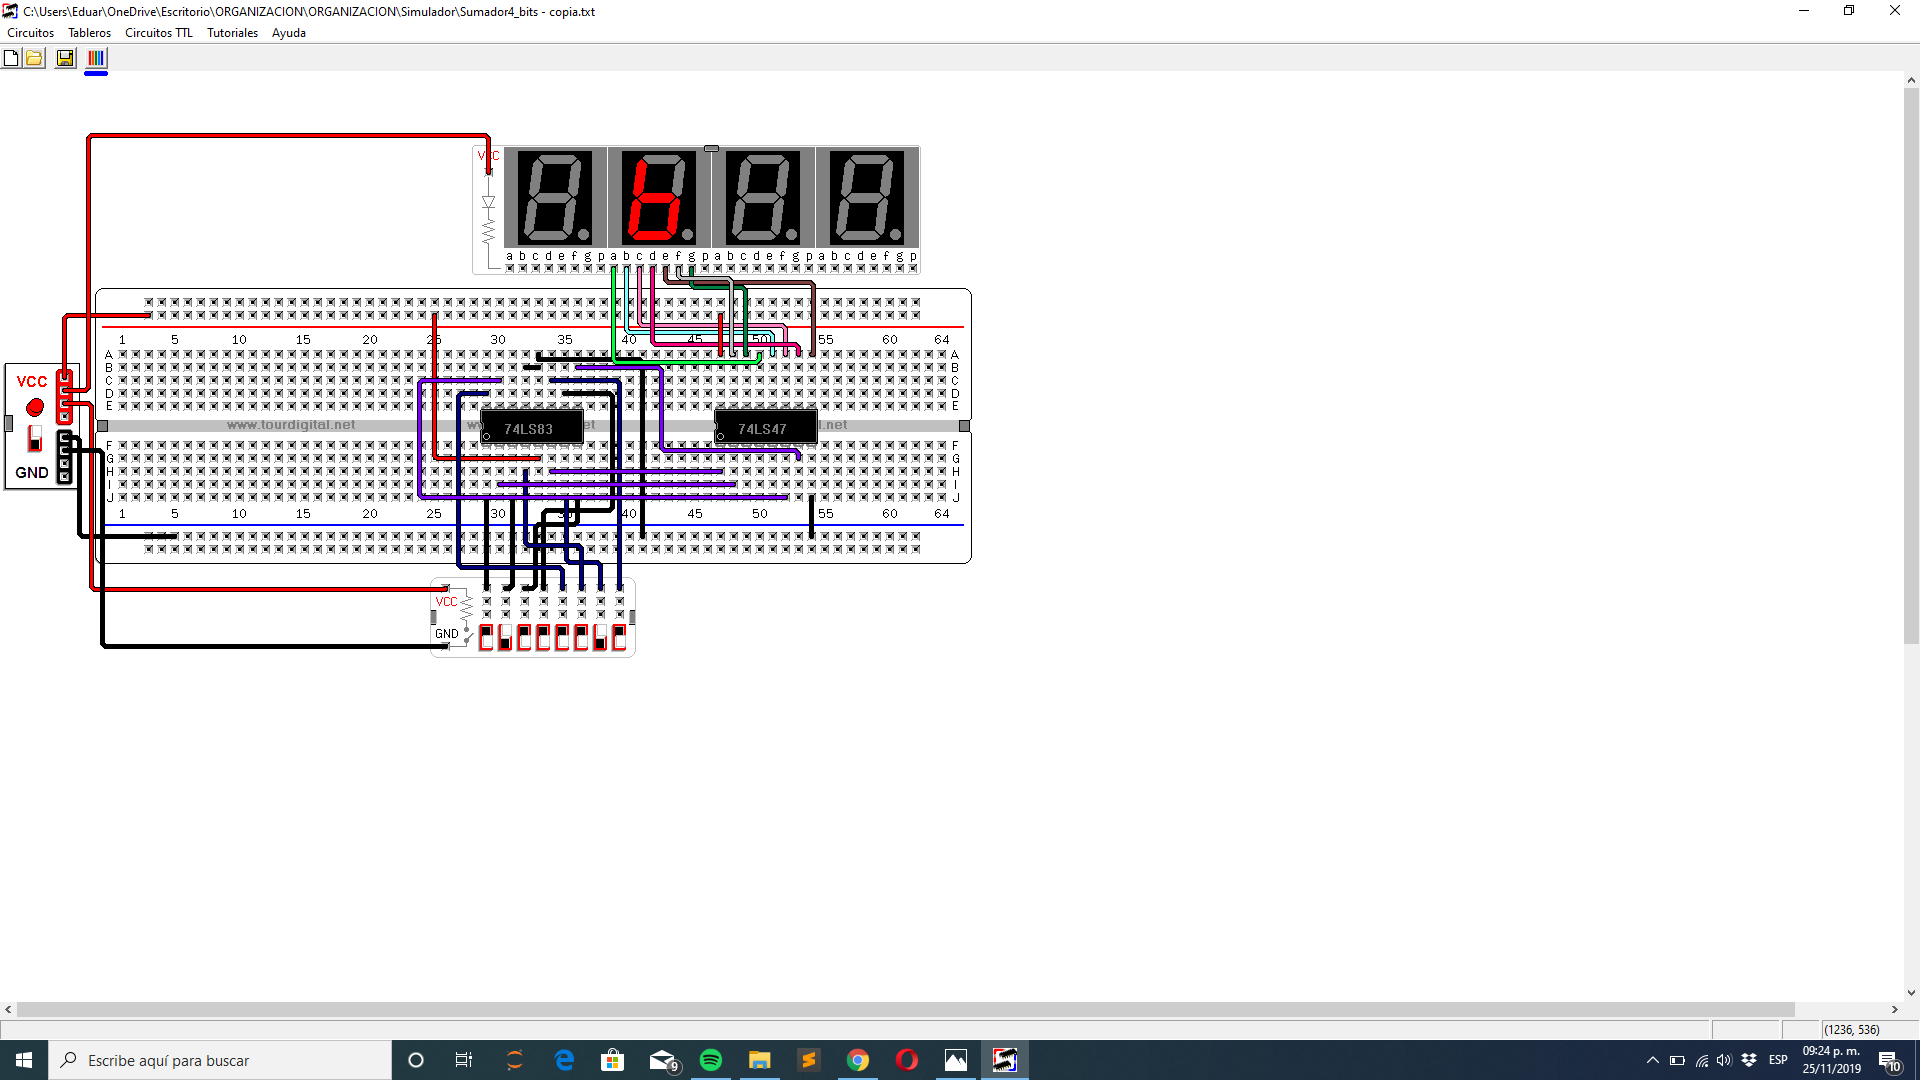 C:\Users\Eduar\OneDrive\Escritorio\ORGANIZACION\ORGANIZACION\Simulador\Sumador4_bits - copia.txt
Circuitos Tableros Circuitos TTL Tutoriales Ayuda
VCC
a b c d e f g p a b c d e f g p a b c d e f g p a b c d e f g p
1 5 10 15 20 25 30 35 40 45 50 55 60 64
A A
B B
C C
D D
E E
VCC
GND
www.tourdigital.net
74LS83
74LS47
F F
G G
H H
I I
J J
1 5 10 15 20 25 30 35 40 45 50 55 60 64
VCC
GND
(1236, 536)
Escribe aquí para buscar
9
ESP
09:24 p. m.
25/11/2019
10